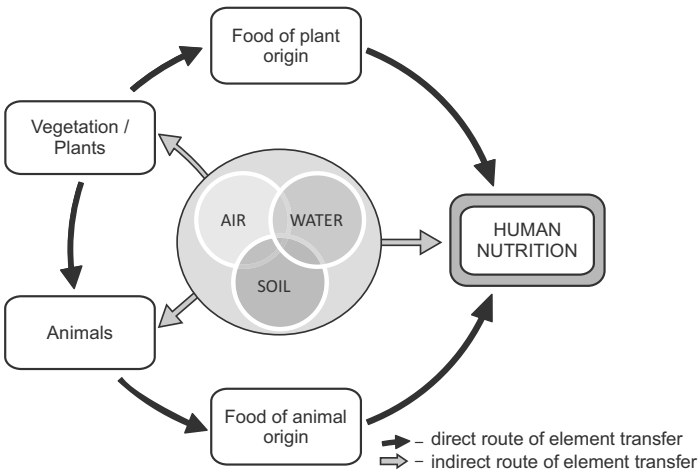 Food of plant
origin
Vegetation /
Plants
AIR
WATER
SOIL
HUMAN
NUTRITION
Animals
Food of animal
origin
– direct route of element transfer
– indirect route of element transfer